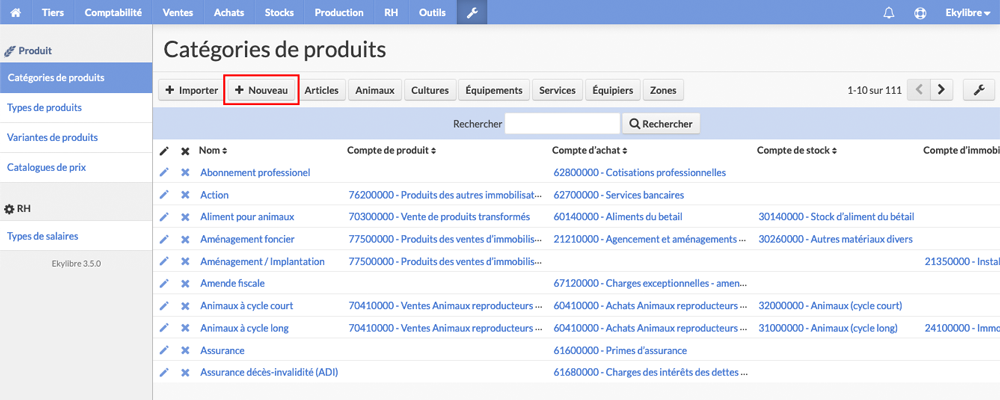 Tiers Comptabilité Ventes Achats Stocks Production RH Outils Ekylibre
Produit
Catégories de produits
Types de produits
Variantes de produits
Catalogues de prix
RH
Types de salaires
Ekylibre 3.5.0
Catégories de produits
Importer Nouveau Articles Animaux Cultures Équipements Services Équipiers Zones 1-10 sur 111
Rechercher Rechercher
Nom Compte de produit Compte d'achat Compte de stock Compte d'immobi
Abonnement professionel 62800000 - Cotisations professionnelles
Action 76200000 - Produits des autres immobilisat... 62700000 - Services bancaires
Aliment pour animaux 70300000 - Vente de produits transformés 60140000 - Aliments du betail 30140000 - Stock d'aliment du bétail
Aménagement foncier 77500000 - Produits des ventes d'immobilis... 21210000 - Agencement et aménagements ... 30260000 - Autres matériaux divers
Aménagement / Implantation 77500000 - Produits des ventes d'immobilis... 21350000 - Instal
Amende fiscale 67120000 - Charges exceptionnelles - amen...
Animaux à cycle court 70410000 - Ventes Animaux reproducteurs ... 60410000 - Achats Animaux reproducteurs ... 32000000 - Animaux (cycle court)
Animaux à cycle long 70410000 - Ventes Animaux reproducteurs ... 60410000 - Achats Animaux reproducteurs ... 31000000 - Animaux (cycle long) 24100000 - Immo
Assurance 61600000 - Primes d'assurance
Assurance décès-invalidité (ADI) 61680000 - Charges des intérêts des dettes ...